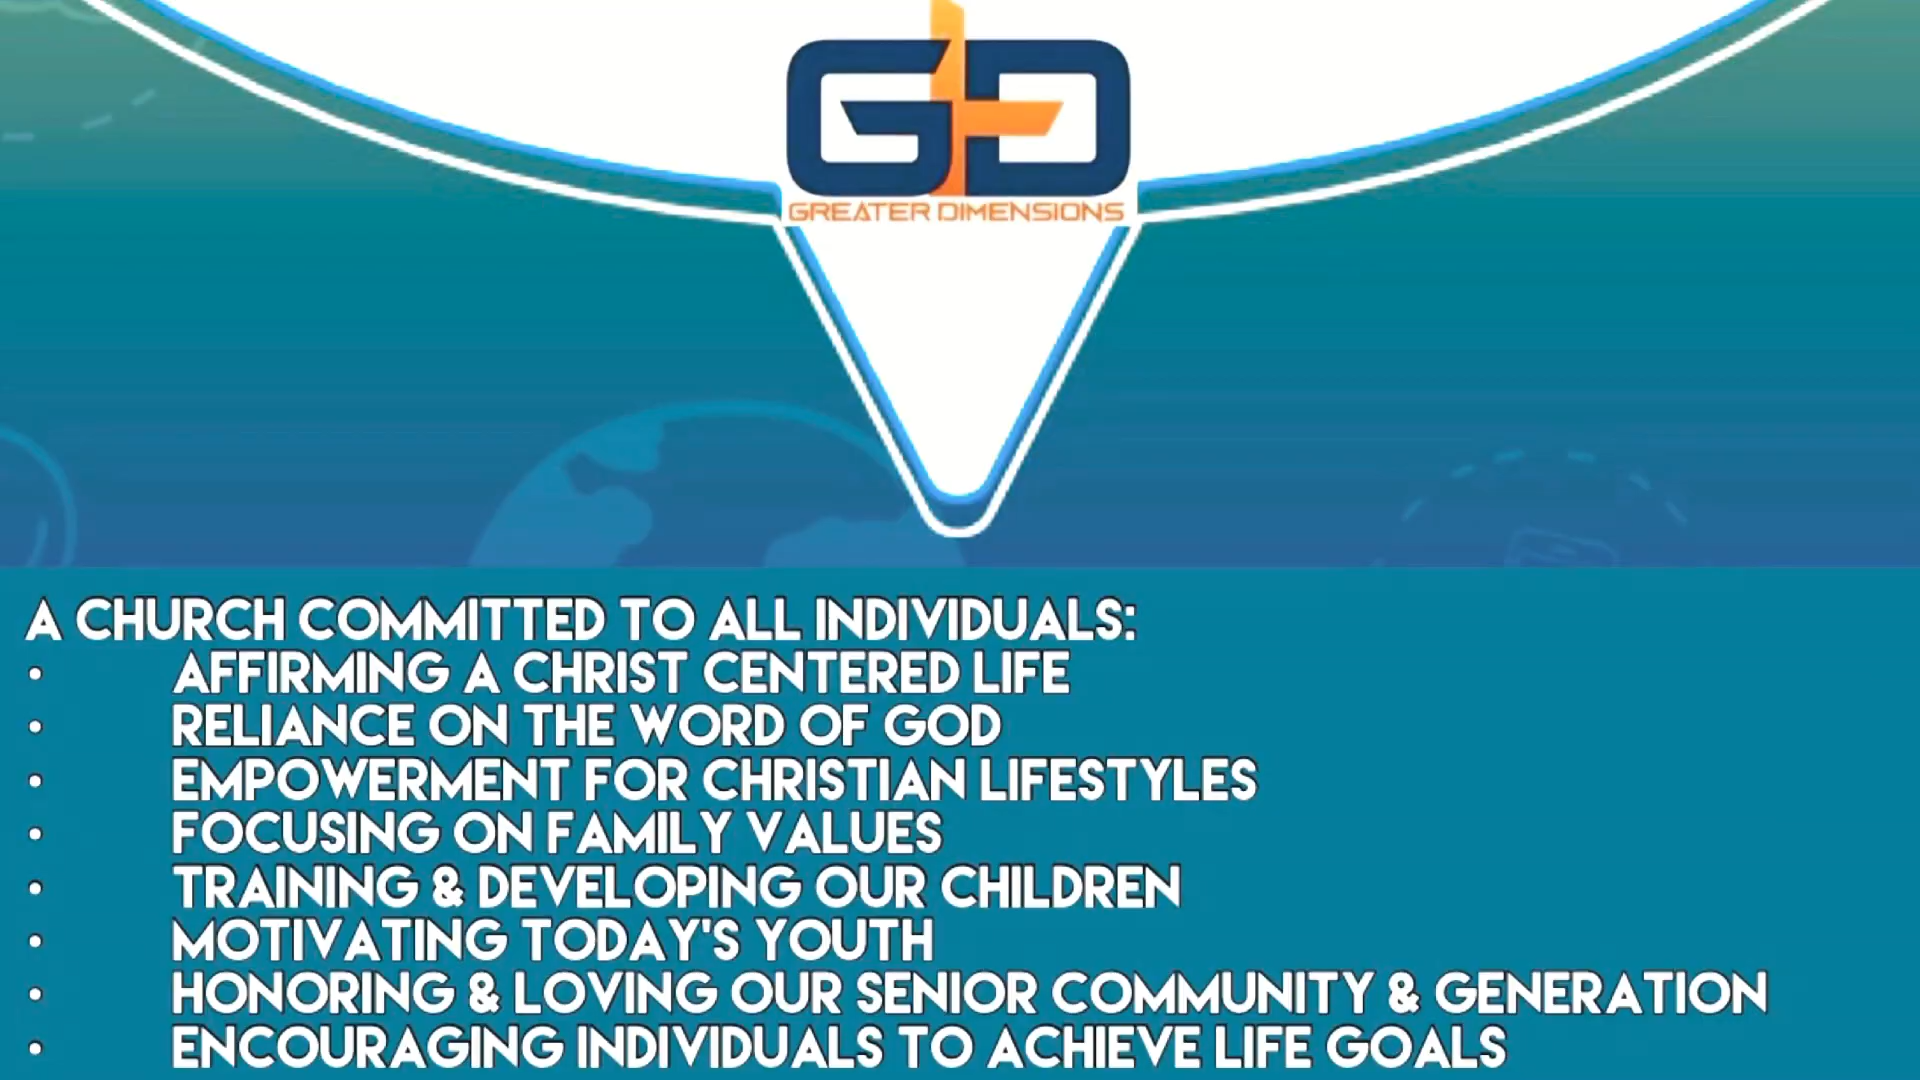 GD
GREATER DIMENSIONS
A CHURCH COMMITTED TO ALL INDIVIDUALS:
• AFFIRMING A CHRIST CENTERED LIFE
• RELIANCE ON THE WORD OF GOD
• EMPOWERMENT FOR CHRISTIAN LIFESTYLES
• FOCUSING ON FAMILY VALUES
• TRAINING & DEVELOPING OUR CHILDREN
• MOTIVATING TODAY'S YOUTH
• HONORING & LOVING OUR SENIOR COMMUNITY & GENERATION
• ENCOURAGING INDIVIDUALS TO ACHIEVE LIFE GOALS